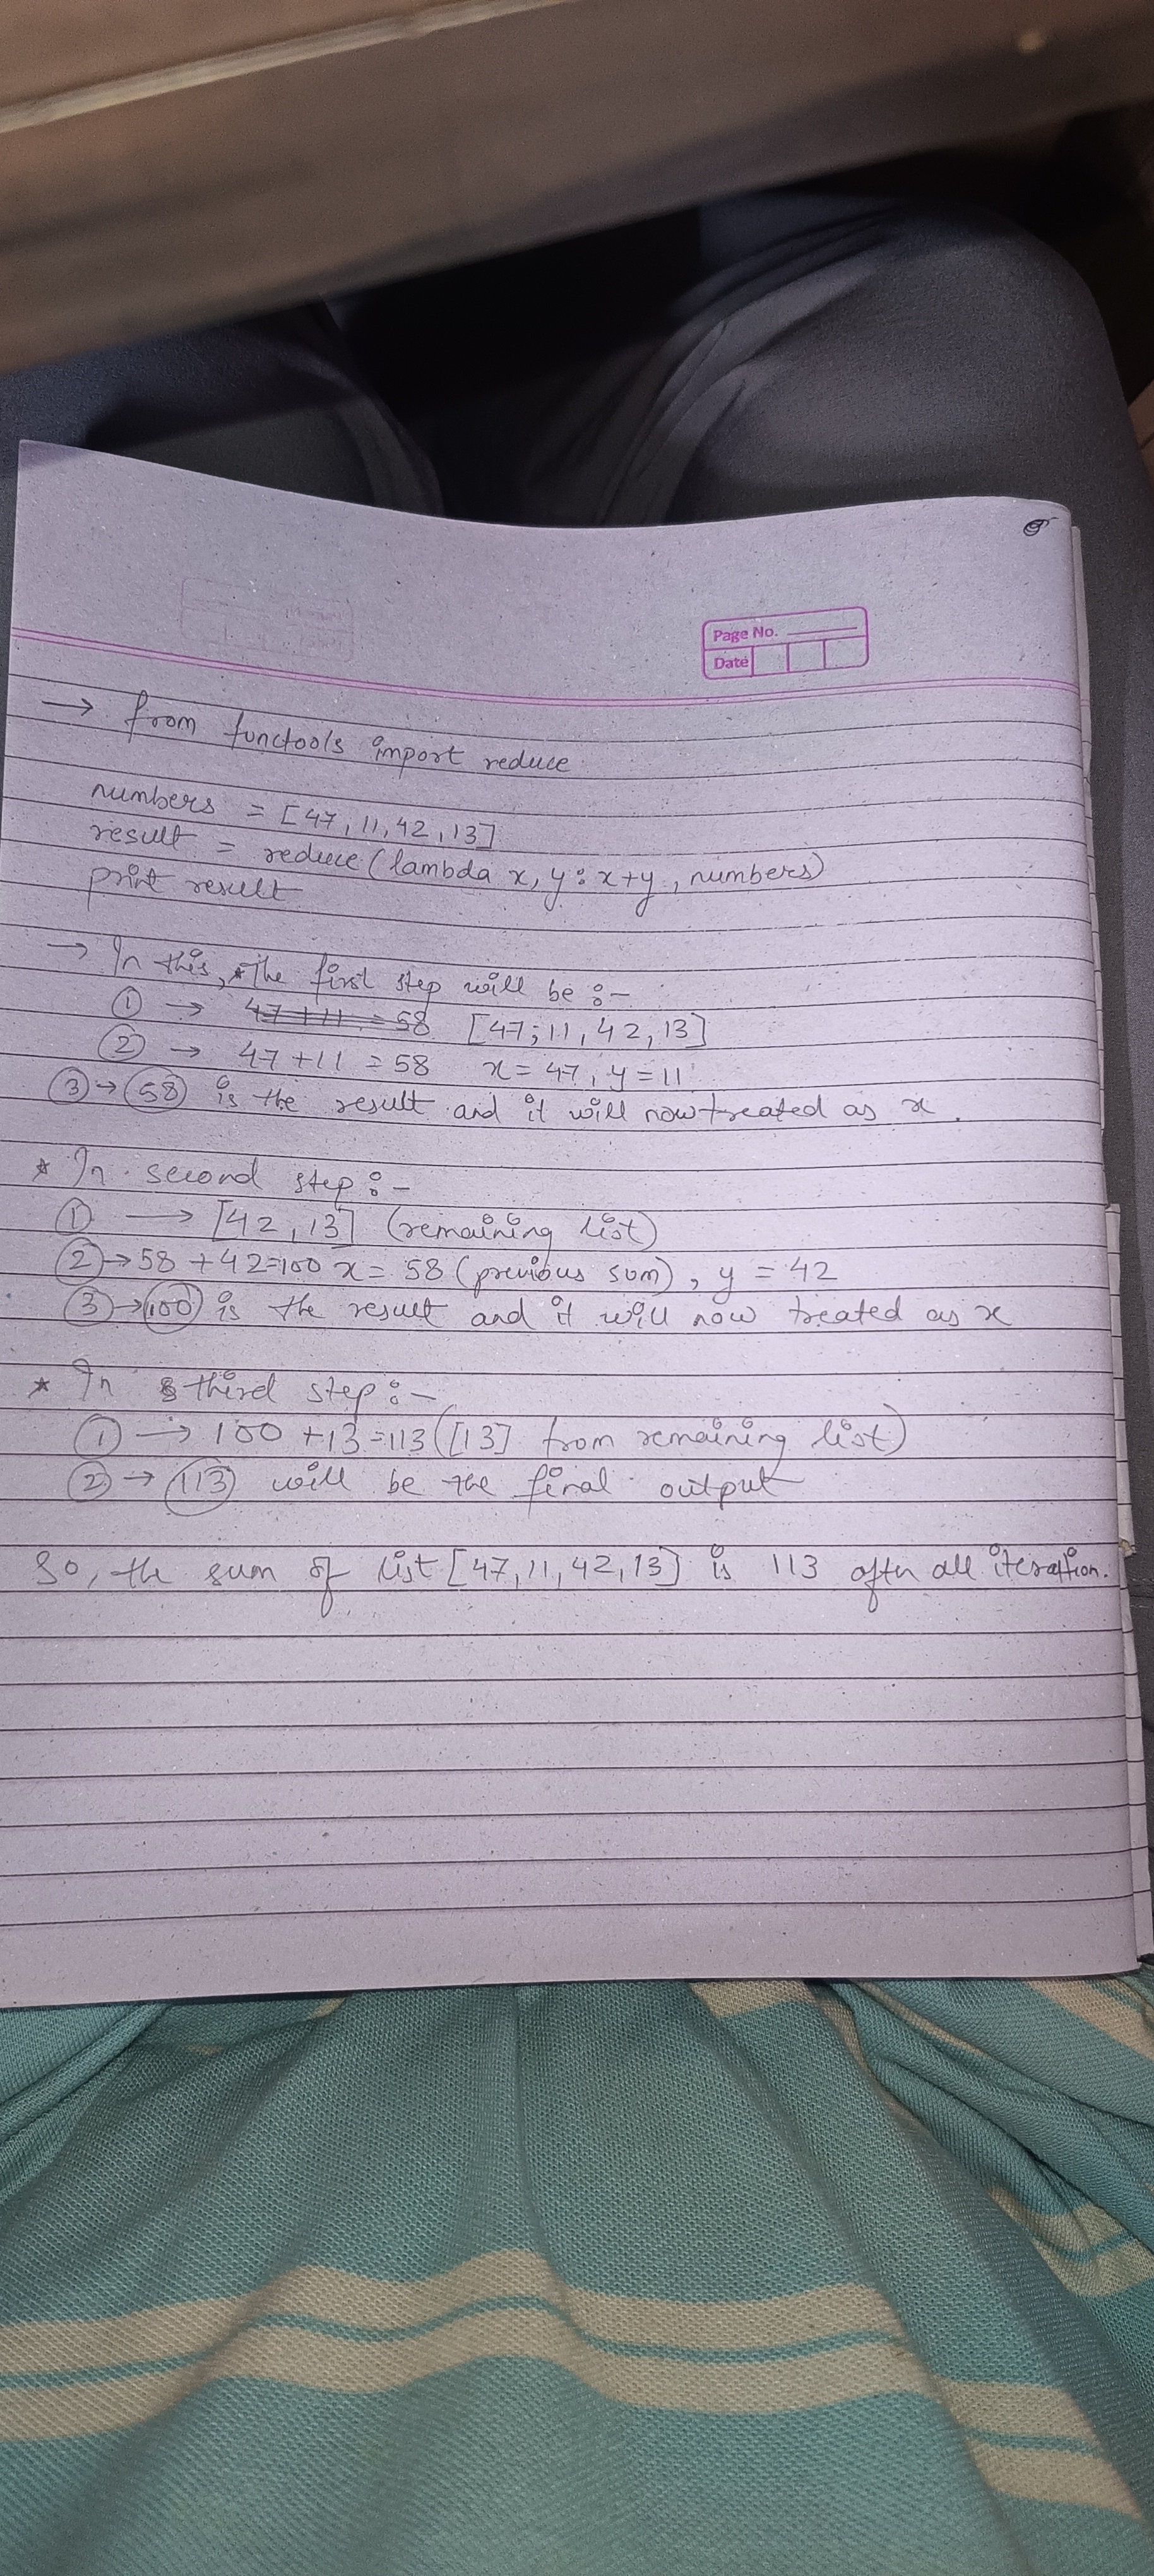 Page No.
Date
→ from functools import reduce
numbers = [47, 11, 42, 13]
result = reduce (lambda x, y : x+y, numbers)
print result
→ In this, The first step will be :-
① → 47+11 = 58 [47, 11, 42, 13]
② → 47 + 11 = 58 x = 47, y = 11
③ → 58 is the result and it will now treated as x.
* In second step :-
① → [42, 13] (remaining list)
② → 58 + 42 = 100 x = 58 (previous sum), y = 42
③ → 100 is the result and it will now treated as x
* In third step :-
① → 100 + 13 = 113 ([13] from remaining list)
② → 113 will be the final output
So, the sum of list [47, 11, 42, 13] is 113 after all iteration.